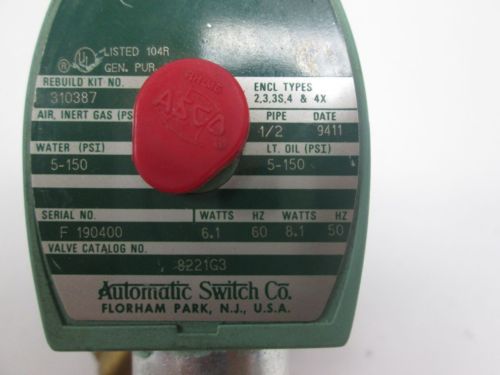 LISTED 104R
GEN. PUR.
REBUILD KIT NO.
ENCL TYPES
310387
2,3,3S,4 & 4X
AIR, INERT GAS (PS
PIPE DATE
1/2 9411
WATER (PSI)
LT. OIL (PSI)
5-150
5-150
SERIAL NO.
WATTS HZ WATTS HZ
F 190400
6.1 60 8.1 50
VALVE CATALOG NO.
8221G3
Automatic Switch Co.
FLORHAM PARK, N.J., U.S.A.
ASCO